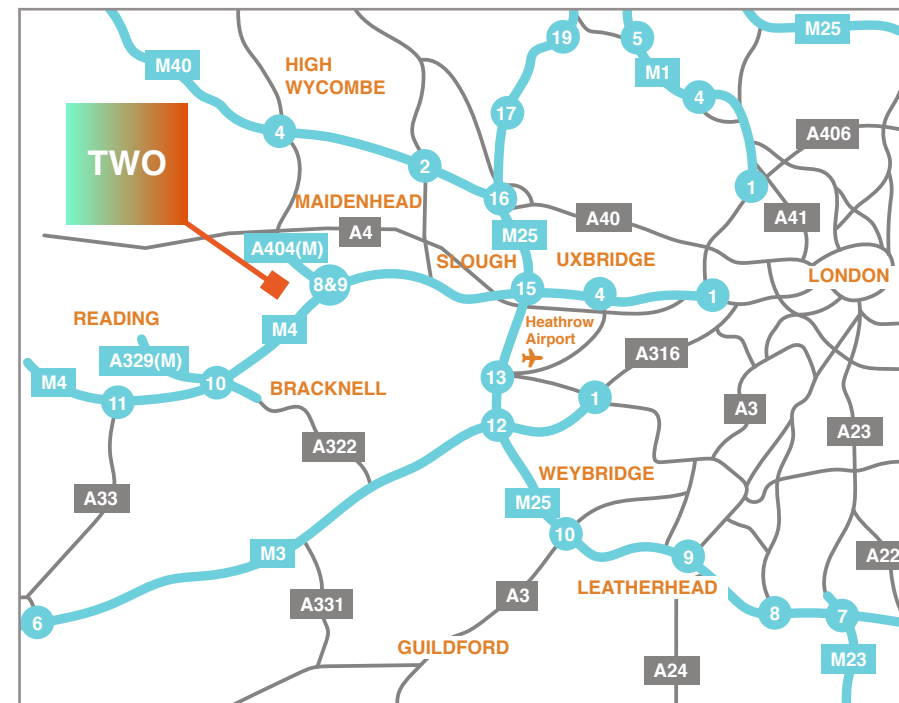 M25
19
5
M40
HIGH
WYCOMBE
M1
4
17
4
A406
2
TWO
1
16
MAIDENHEAD
A4
A40
A41
M25
A404(M)
SLOUGH
UXBRIDGE
LONDON
8&9
15
4
1
READING
M4
Heathrow
Airport
A329(M)
A316
M4
10
13
BRACKNELL
11
1
A3
12
A23
A322
WEYBRIDGE
A33
M25
10
M3
9
A22
LEATHERHEAD
A331
A3
6
8
7
GUILDFORD
M23
A24